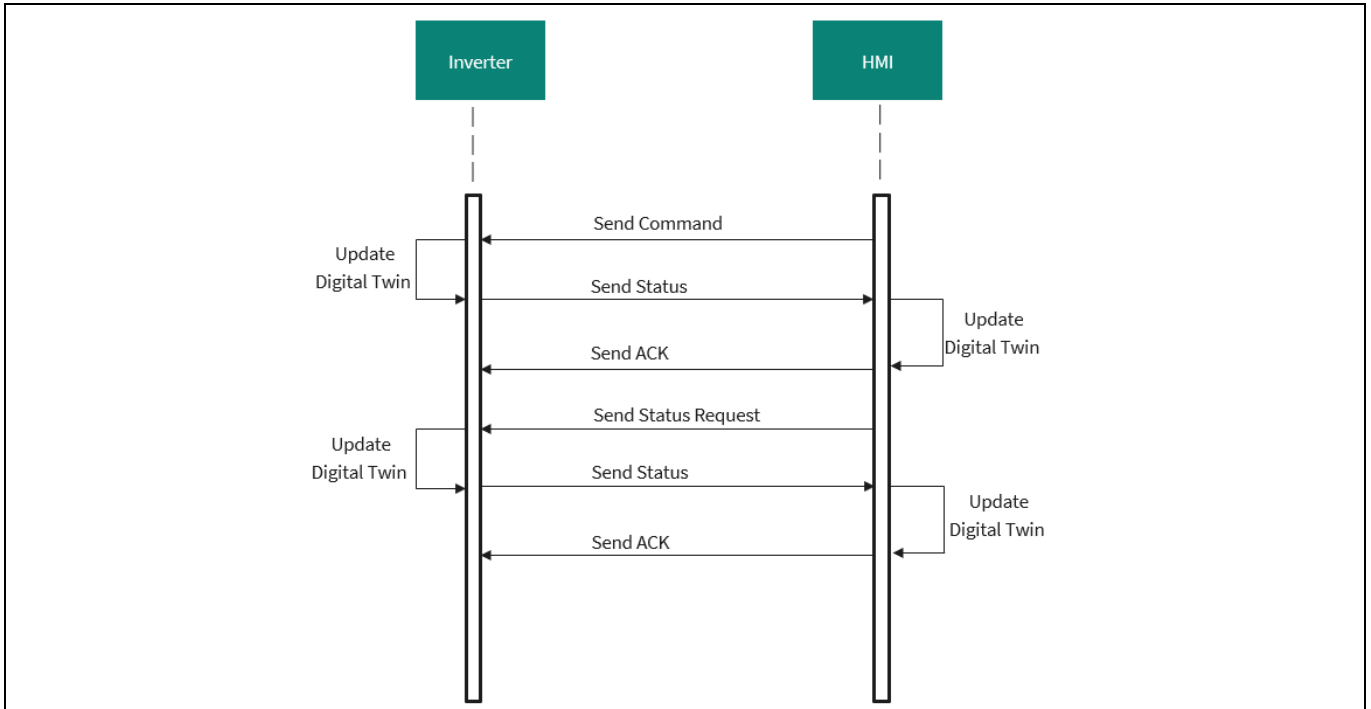 Inverter
HMI
Send Command
Update
Digital Twin
Send Status
Update
Digital Twin
Send ACK
Send Status Request
Update
Digital Twin
Send Status
Update
Digital Twin
Send ACK